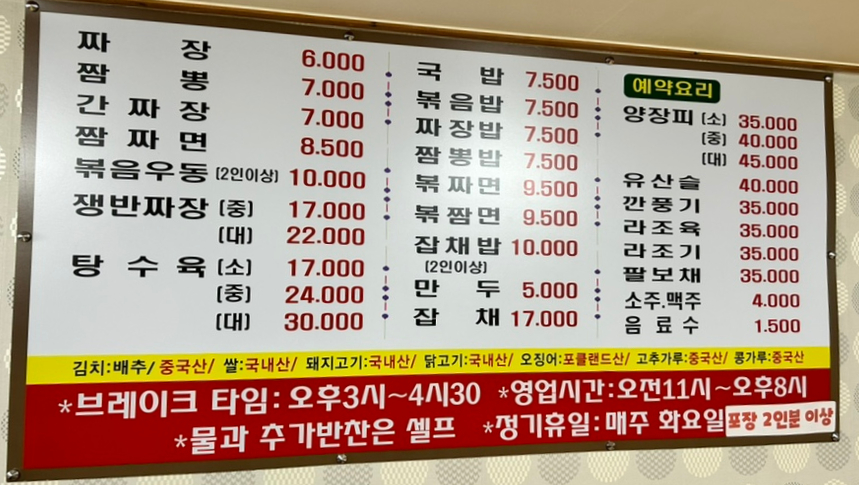 짜 장 6.000
짬 뽕 7.000
간 짜 장 7.000
짬 짜 면 8.500
볶음우동 (2인이상) 10.000
쟁반짜장 (중) 17.000
(대) 22.000
탕 수 육 (소) 17.000
(중) 24.000
(대) 30.000
국 밥 7.500
볶음밥 7.500
짜장밥 7.500
짬뽕밥 7.500
볶짜면 9.500
볶짬면 9.500
잡채밥 10.000
(2인이상)
만 두 5.000
잡 채 17.000
예약요리
양장피 (소) 35.000
(중) 40.000
(대) 45.000
유산슬 40.000
깐풍기 35.000
라조육 35.000
라조기 35.000
팔보채 35.000
소주.맥주 4.000
음료수 1.500
김치:배추/ 중국산/ 쌀:국내산/ 돼지고기:국내산/ 닭고기:국내산/ 오징어:포클랜드산/ 고추가루:중국산/ 콩가루:중국산
*브레이크 타임:오후3시~4시30 *영업시간:오전11시~오후8시
*물과 추가반찬은 셀프 *정기휴일:매주 화요일
포장 2인분 이상